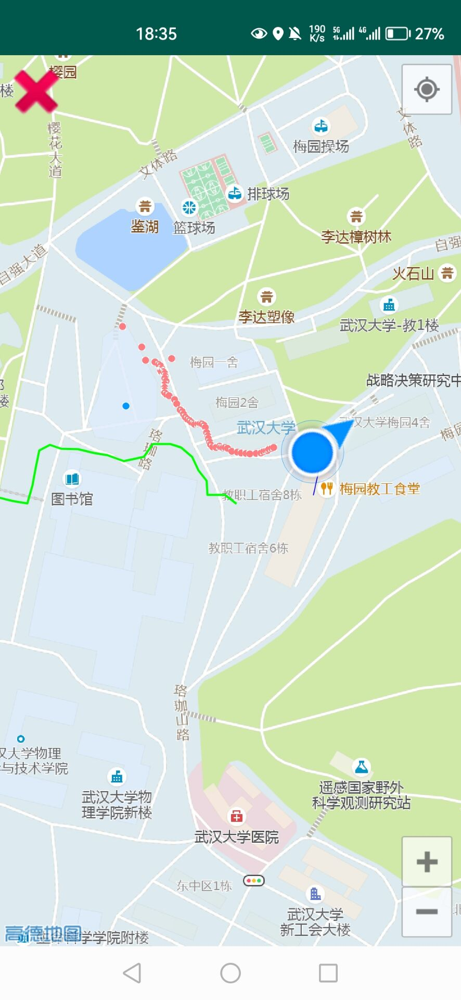 18:35
190
K/s
5G
4G
27%
樱园
楼
樱花大道
文体路
文体路
梅园操场
排球场
鉴湖
篮球场
李达樟树林
自强大道
自强
火石山
李达塑像
武汉大学-教1楼
梅园一舍
战略决策研究中
楼
梅园2舍
武汉大学
汉大学梅园4舍
梅园
珞珈路
图书馆
教职工宿舍8栋
梅园教工食堂
教职工宿舍6栋
珞珈山路
汉大学物理
与技术学院
武汉大学物
理学院新楼
遥感国家野外
科学观测研究站
武汉大学医院
东中区1栋
武汉大学
新工会大楼
北
高德地图
生命科学学院附楼